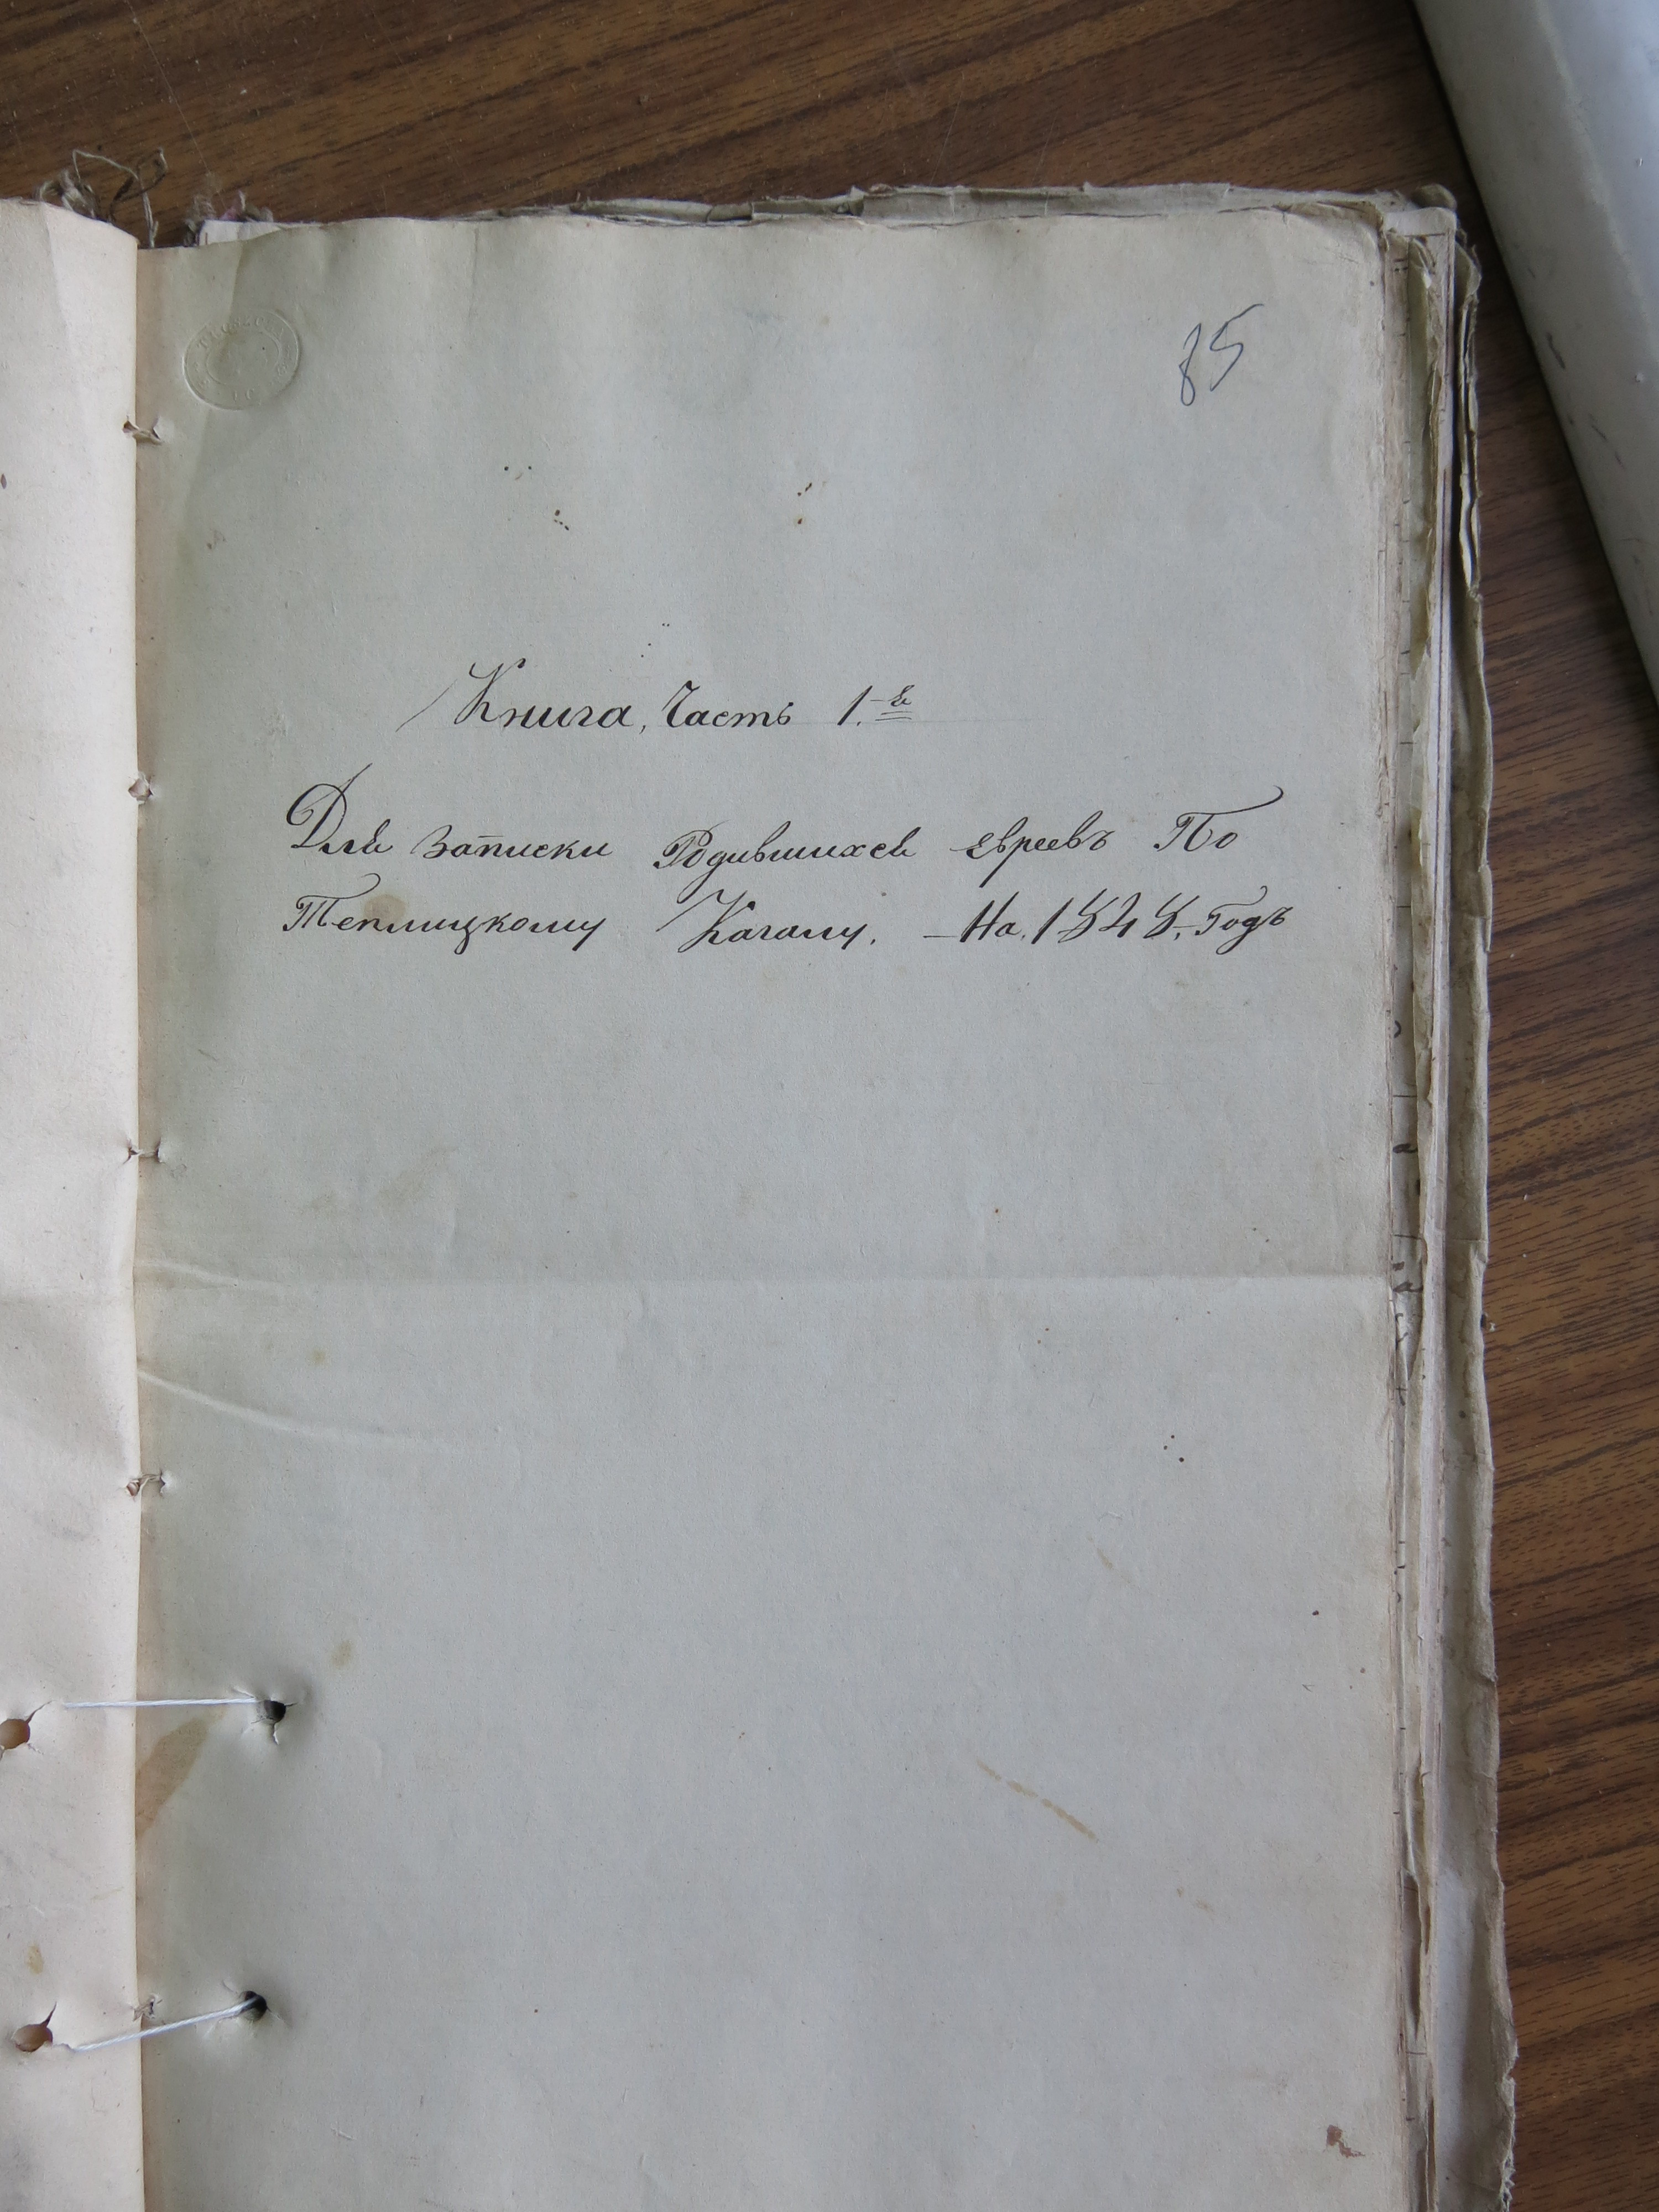 85
Книга, Часть 1.-я
Для записки Родившихся евреевъ По
Теплицкому Кагалу. — На 1848. Годъ